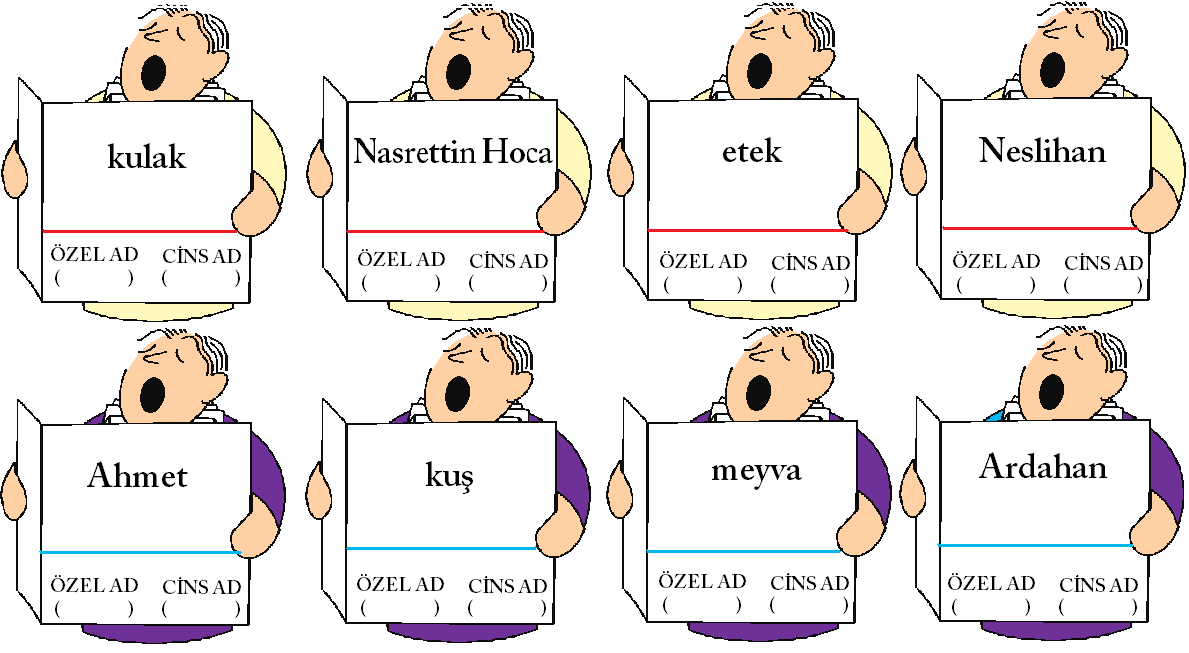 kulak
ÖZEL AD CİNS AD
( ) ( )
Nasrettin Hoca
ÖZEL AD CİNS AD
( ) ( )
etek
ÖZEL AD CİNS AD
( ) ( )
Neslihan
ÖZEL AD CİNS AD
( ) ( )
Ahmet
ÖZEL AD CİNS AD
( ) ( )
kuş
ÖZEL AD CİNS AD
( ) ( )
meyva
ÖZEL AD CİNS AD
( ) ( )
Ardahan
ÖZEL AD CİNS AD
( ) ( )